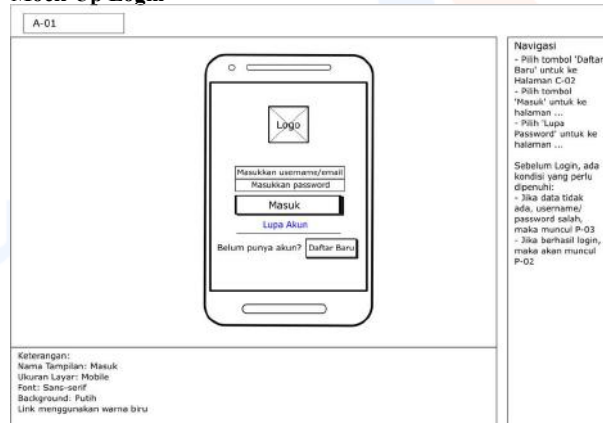 Mock-Up Login
A-01
Logo
Masukkan username/email
Masukkan password
Masuk
Lupa Akun
Belum punya akun? Daftar Baru
Navigasi
- Pilih tombol 'Daftar
Baru' untuk ke
Halaman C-02
- Pilih tombol
'Masuk' untuk ke
halaman ...
- Pilih 'Lupa
Password' untuk ke
halaman ...
Sebelum Login, ada
kondisi yang perlu
dipenuhi:
- Jika data tidak
ada, username/
password salah,
maka muncul P-03
- Jika berhasil login,
maka akan muncul
P-02
Keterangan:
Nama Tampilan: Masuk
Ukuran Layar: Mobile
Font: Sans-serif
Background: Putih
Link menggunakan warna biru